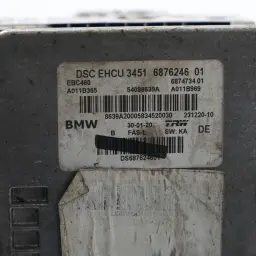 DSC EHCU 3451 6876246 01
EBC460 6874734 01
A011B365 54086639A A011B969
8639A20005834520030 231220-10
BMW 30-01-20 TRW DE
B FAS-L SW: KA
DS687624601